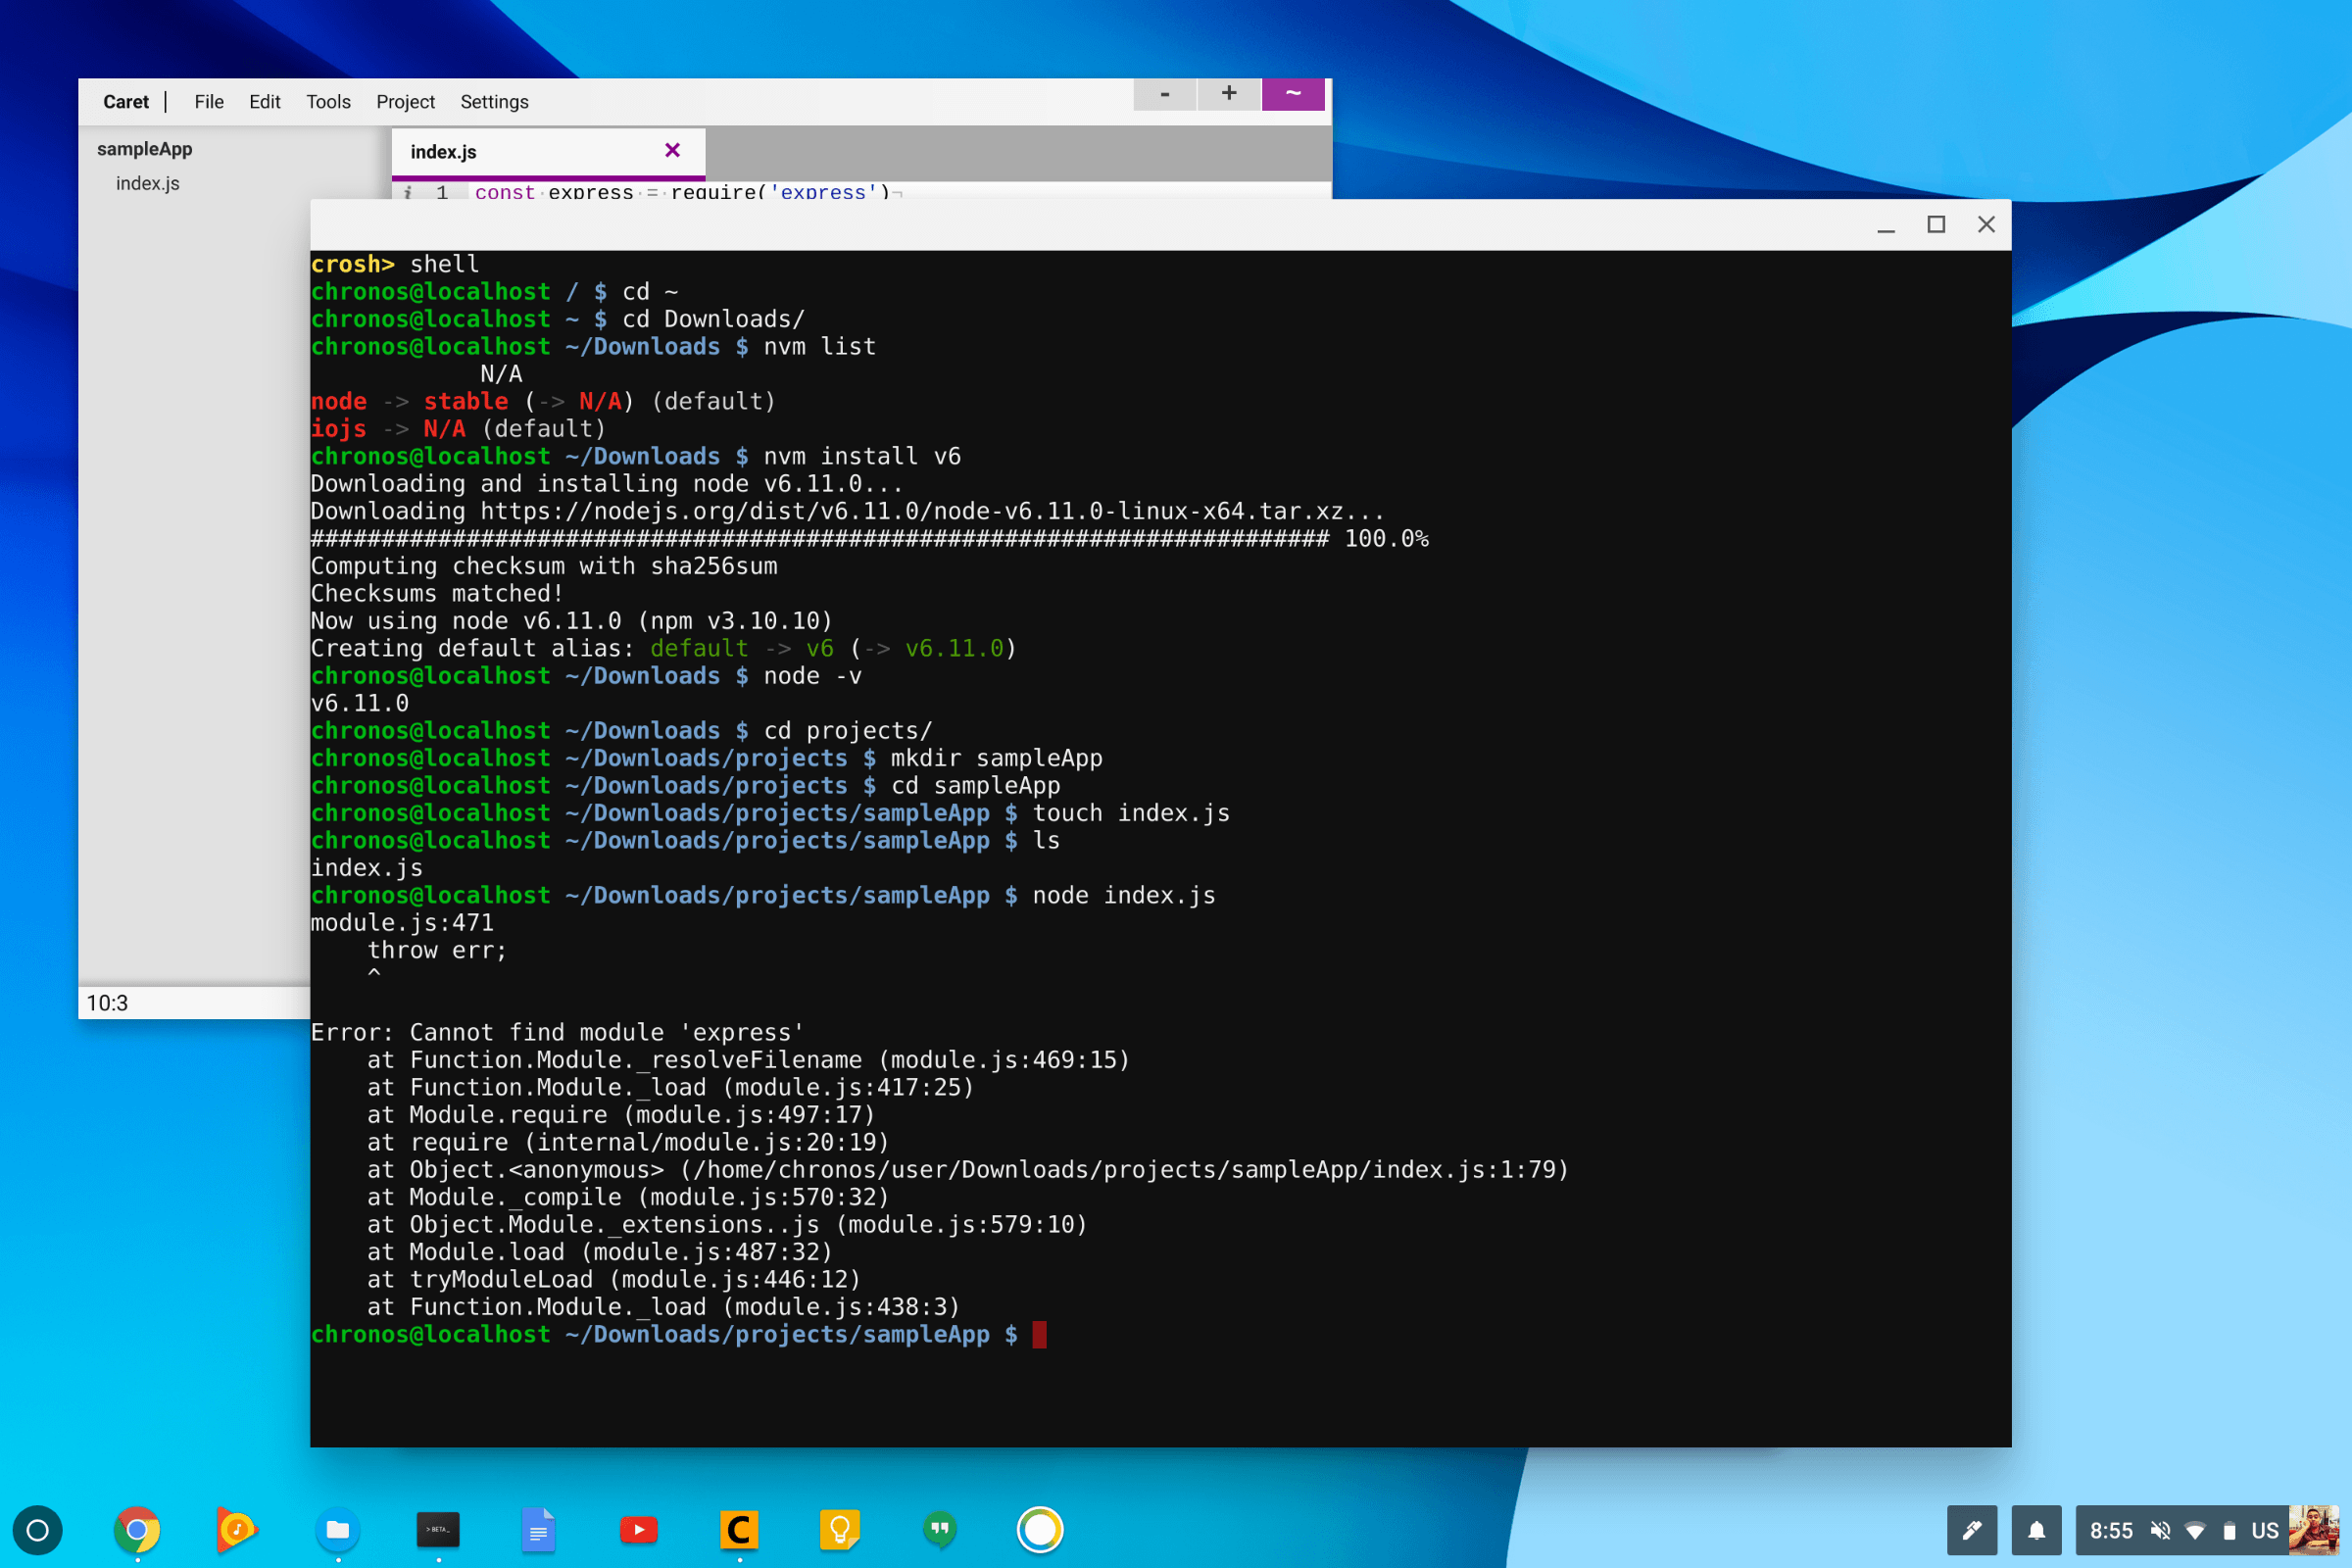 Caret | File Edit Tools Project Settings - + ~
sampleApp
index.js
index.js ×
i 1 const express = require('express')
10:3
crosh> shell
chronos@localhost / $ cd ~
chronos@localhost ~ $ cd Downloads/
chronos@localhost ~/Downloads $ nvm list
            N/A
node -> stable (-> N/A) (default)
iojs -> N/A (default)
chronos@localhost ~/Downloads $ nvm install v6
Downloading and installing node v6.11.0...
Downloading https://nodejs.org/dist/v6.11.0/node-v6.11.0-linux-x64.tar.xz...
######################################################################## 100.0%
Computing checksum with sha256sum
Checksums matched!
Now using node v6.11.0 (npm v3.10.10)
Creating default alias: default -> v6 (-> v6.11.0)
chronos@localhost ~/Downloads $ node -v
v6.11.0
chronos@localhost ~/Downloads $ cd projects/
chronos@localhost ~/Downloads/projects $ mkdir sampleApp
chronos@localhost ~/Downloads/projects $ cd sampleApp
chronos@localhost ~/Downloads/projects/sampleApp $ touch index.js
chronos@localhost ~/Downloads/projects/sampleApp $ ls
index.js
chronos@localhost ~/Downloads/projects/sampleApp $ node index.js
module.js:471
    throw err;
    ^
Error: Cannot find module 'express'
    at Function.Module._resolveFilename (module.js:469:15)
    at Function.Module._load (module.js:417:25)
    at Module.require (module.js:497:17)
    at require (internal/module.js:20:19)
    at Object.<anonymous> (/home/chronos/user/Downloads/projects/sampleApp/index.js:1:79)
    at Module._compile (module.js:570:32)
    at Object.Module._extensions..js (module.js:579:10)
    at Module.load (module.js:487:32)
    at tryModuleLoad (module.js:446:12)
    at Function.Module._load (module.js:438:3)
chronos@localhost ~/Downloads/projects/sampleApp $
>BETA_
C
8:55 US